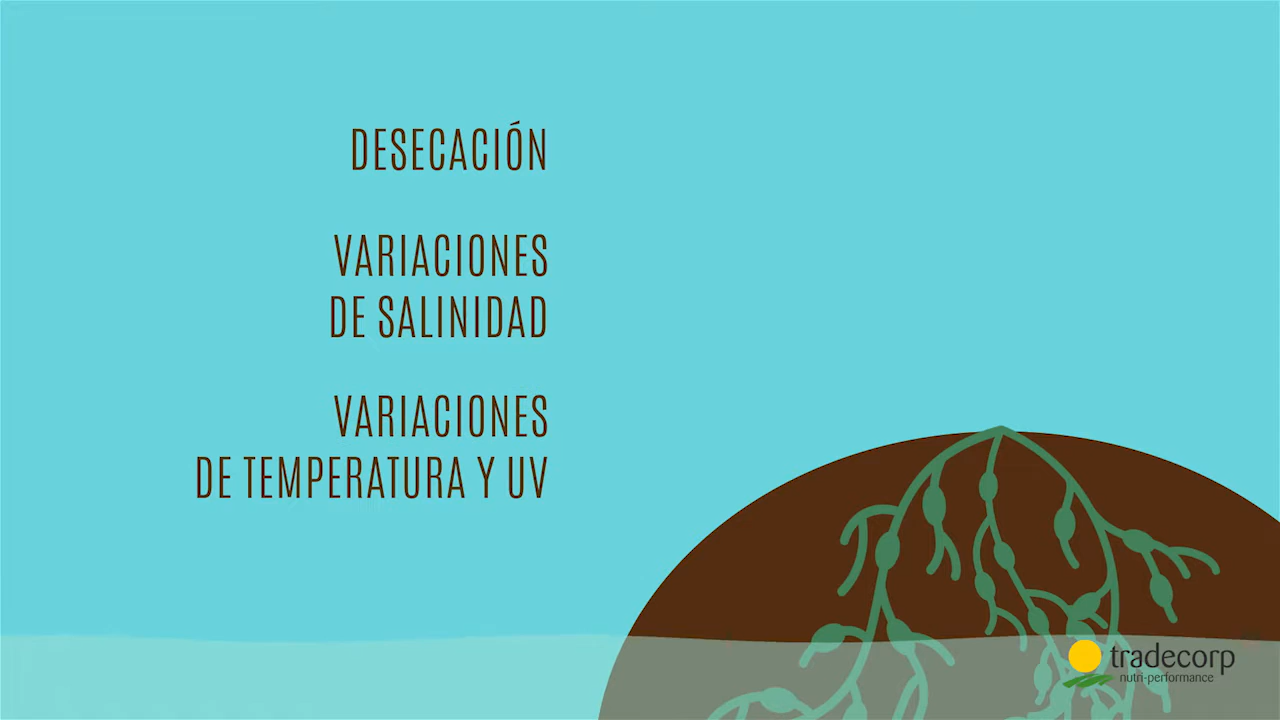 DESECACIÓN
VARIACIONES
DE SALINIDAD
VARIACIONES
DE TEMPERATURA Y UV
tradecorp
nutri-performance